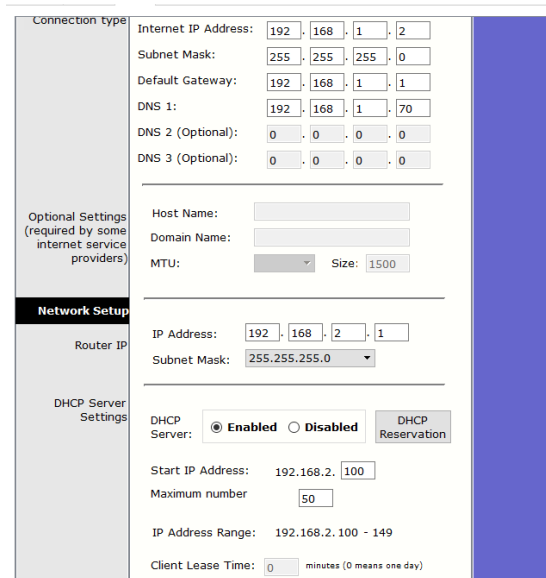 Connection type
Internet IP Address: 192 . 168 . 1 . 2
Subnet Mask: 255 . 255 . 255 . 0
Default Gateway: 192 . 168 . 1 . 1
DNS 1: 192 . 168 . 1 . 70
DNS 2 (Optional): 0 . 0 . 0 . 0
DNS 3 (Optional): 0 . 0 . 0 . 0
Optional Settings
(required by some
internet service
providers)
Host Name:
Domain Name:
MTU: Size: 1500
Network Setup
Router IP
IP Address: 192 . 168 . 2 . 1
Subnet Mask: 255.255.255.0
DHCP Server
Settings
DHCP
Server: Enabled Disabled
DHCP
Reservation
Start IP Address: 192.168.2. 100
Maximum number 50
IP Address Range: 192.168.2.100 - 149
Client Lease Time: 0 minutes (0 means one day)